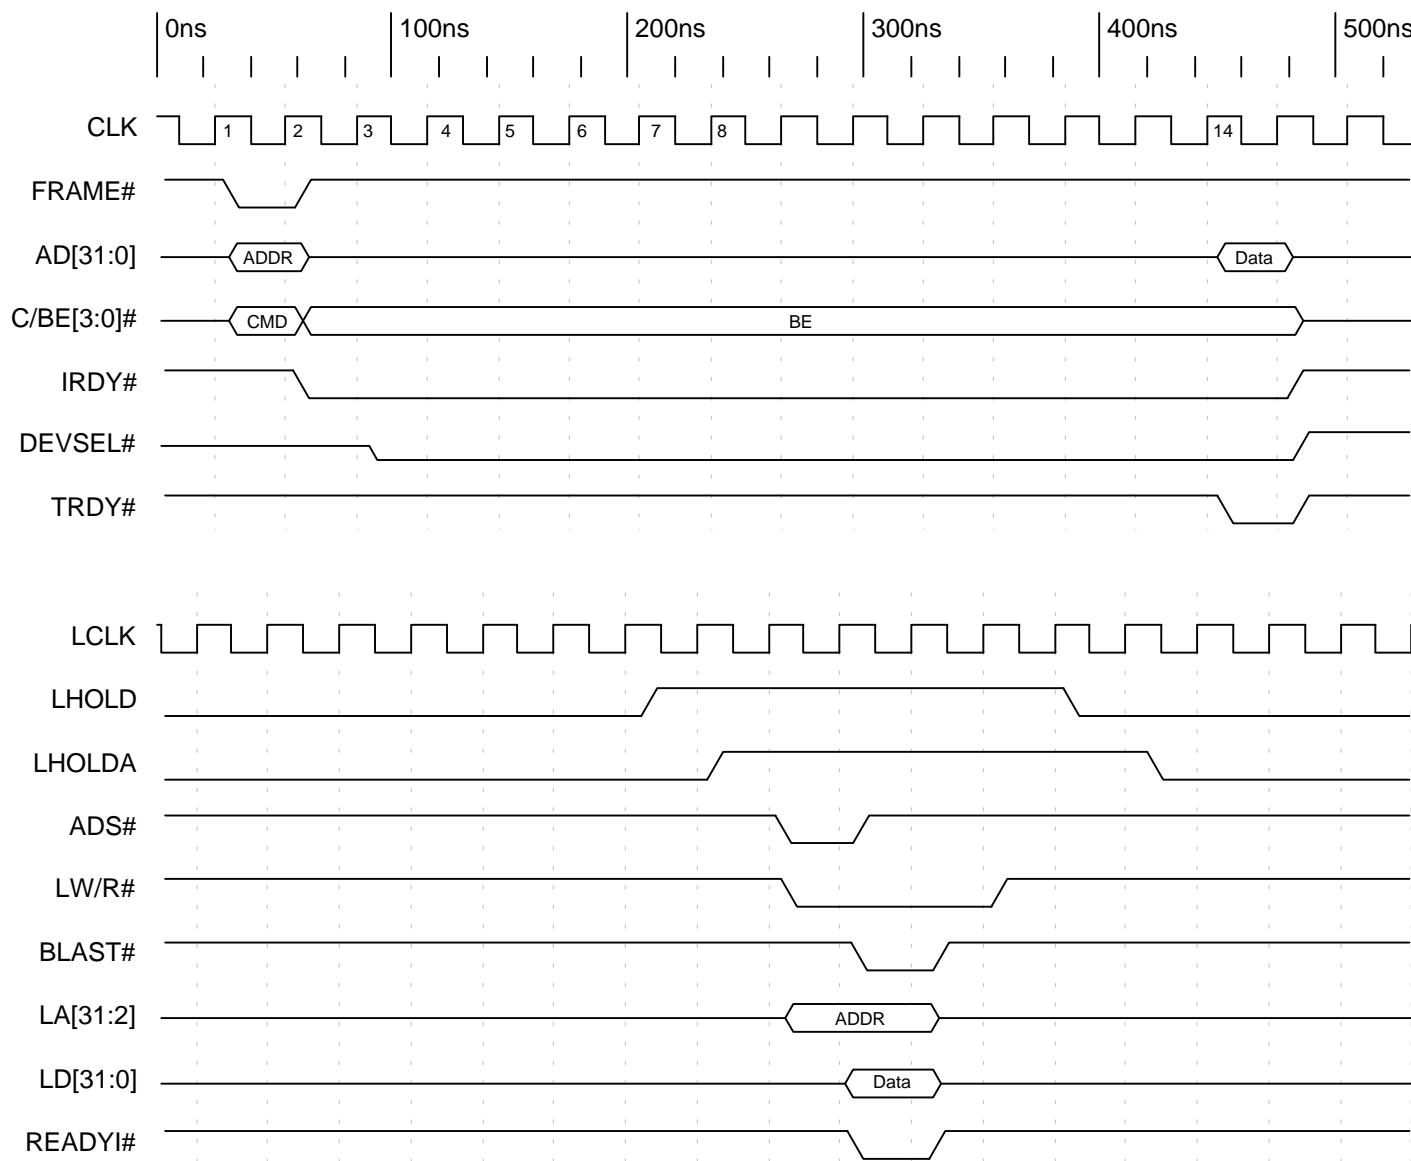 0ns 100ns 200ns 300ns 400ns 500ns
CLK 1 2 3 4 5 6 7 8 14
FRAME#
AD[31:0] ADDR Data
C/BE[3:0]# CMD BE
IRDY#
DEVSEL#
TRDY#
LCLK
LHOLD
LHOLDA
ADS#
LW/R#
BLAST#
LA[31:2] ADDR
LD[31:0] Data
READYI#